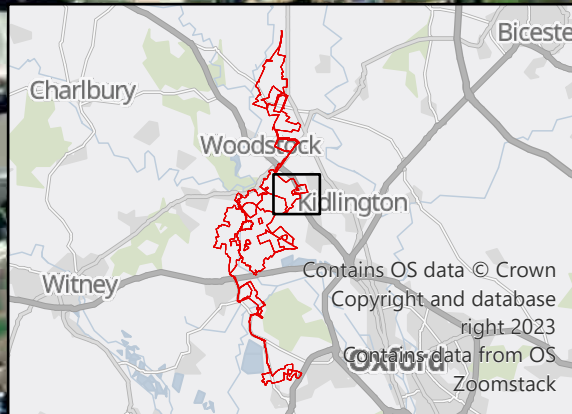 Biceste
Charlbury
Woodstock
Kidlington
Witney
Contains OS data © Crown
Copyright and database
right 2023
Oxford
Contains data from OS
Zoomstack